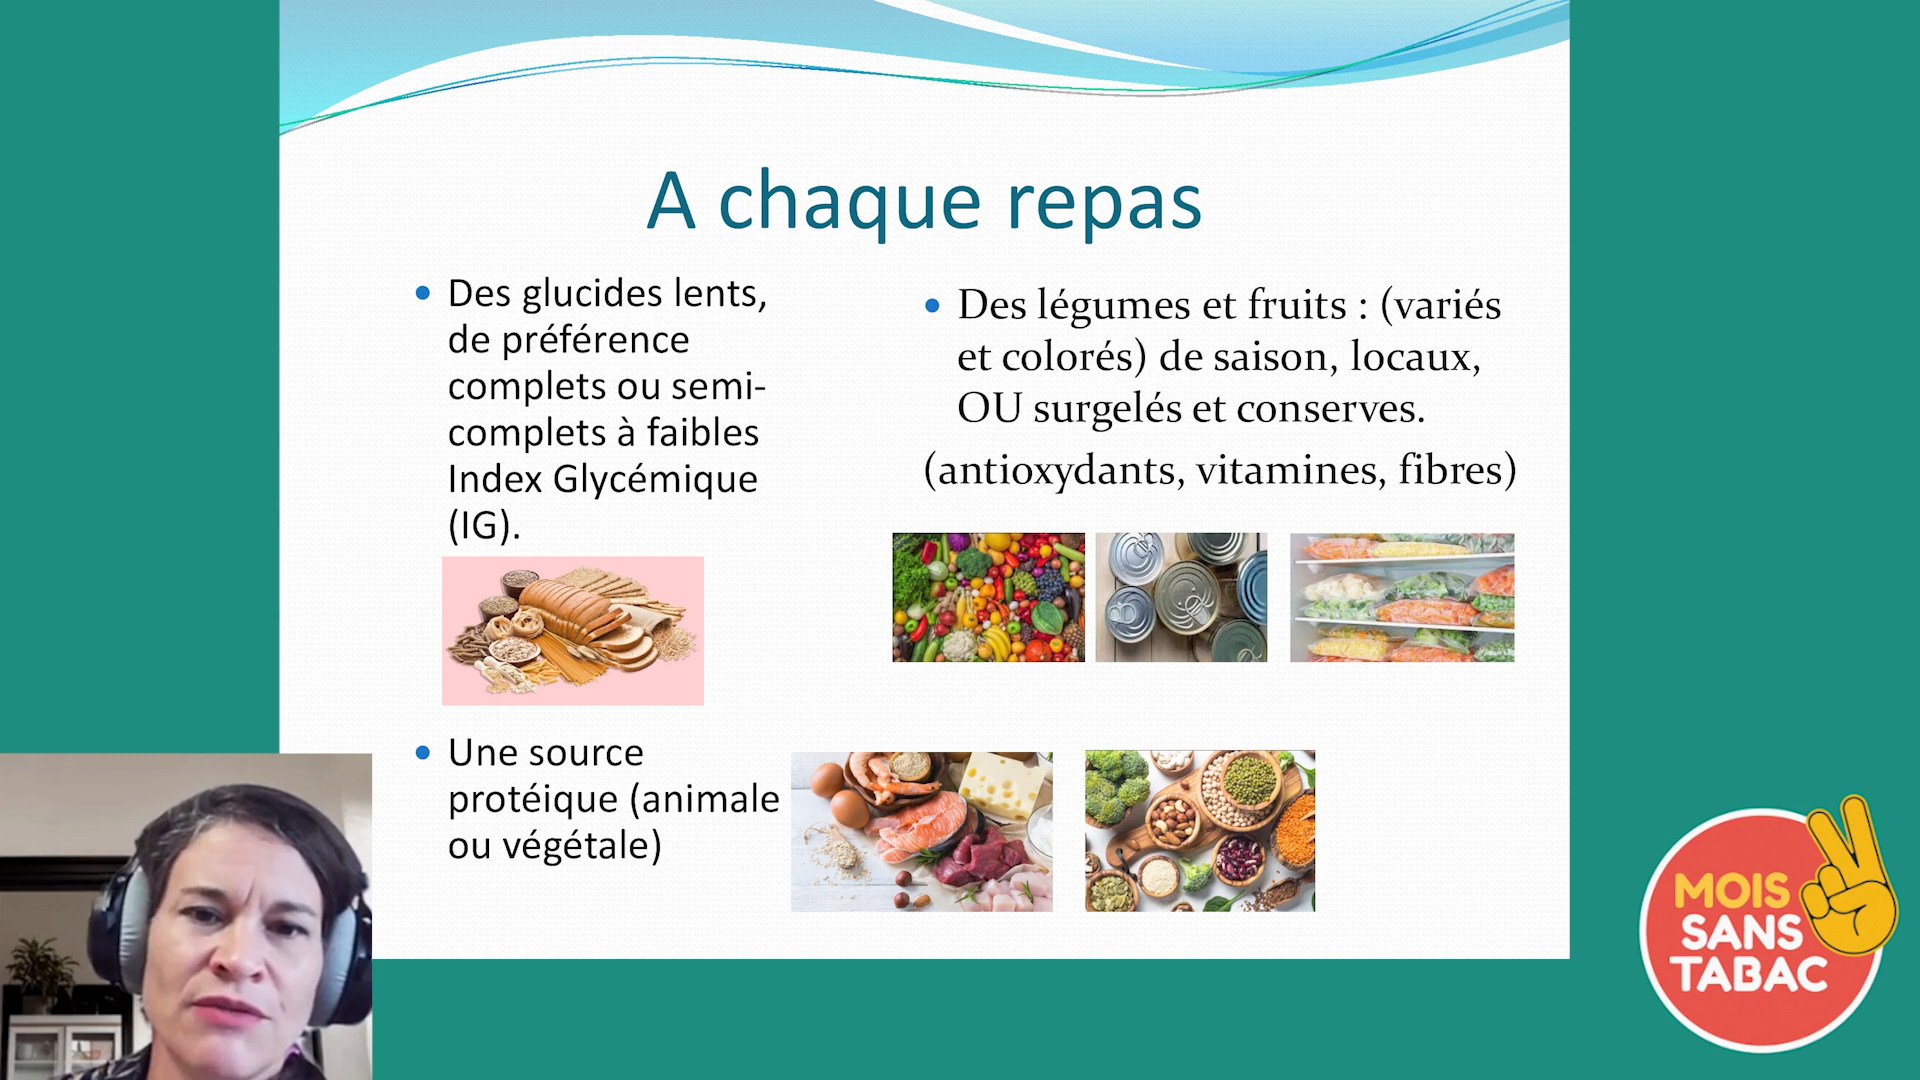 A chaque repas
Des glucides lents,
de préférence
complets ou semi-
complets à faibles
Index Glycémique
(IG).
Une source
protéique (animale
ou végétale)
Des légumes et fruits : (variés
et colorés) de saison, locaux,
OU surgelés et conserves.
(antioxydants, vitamines, fibres)
MOIS
SANS
TABAC